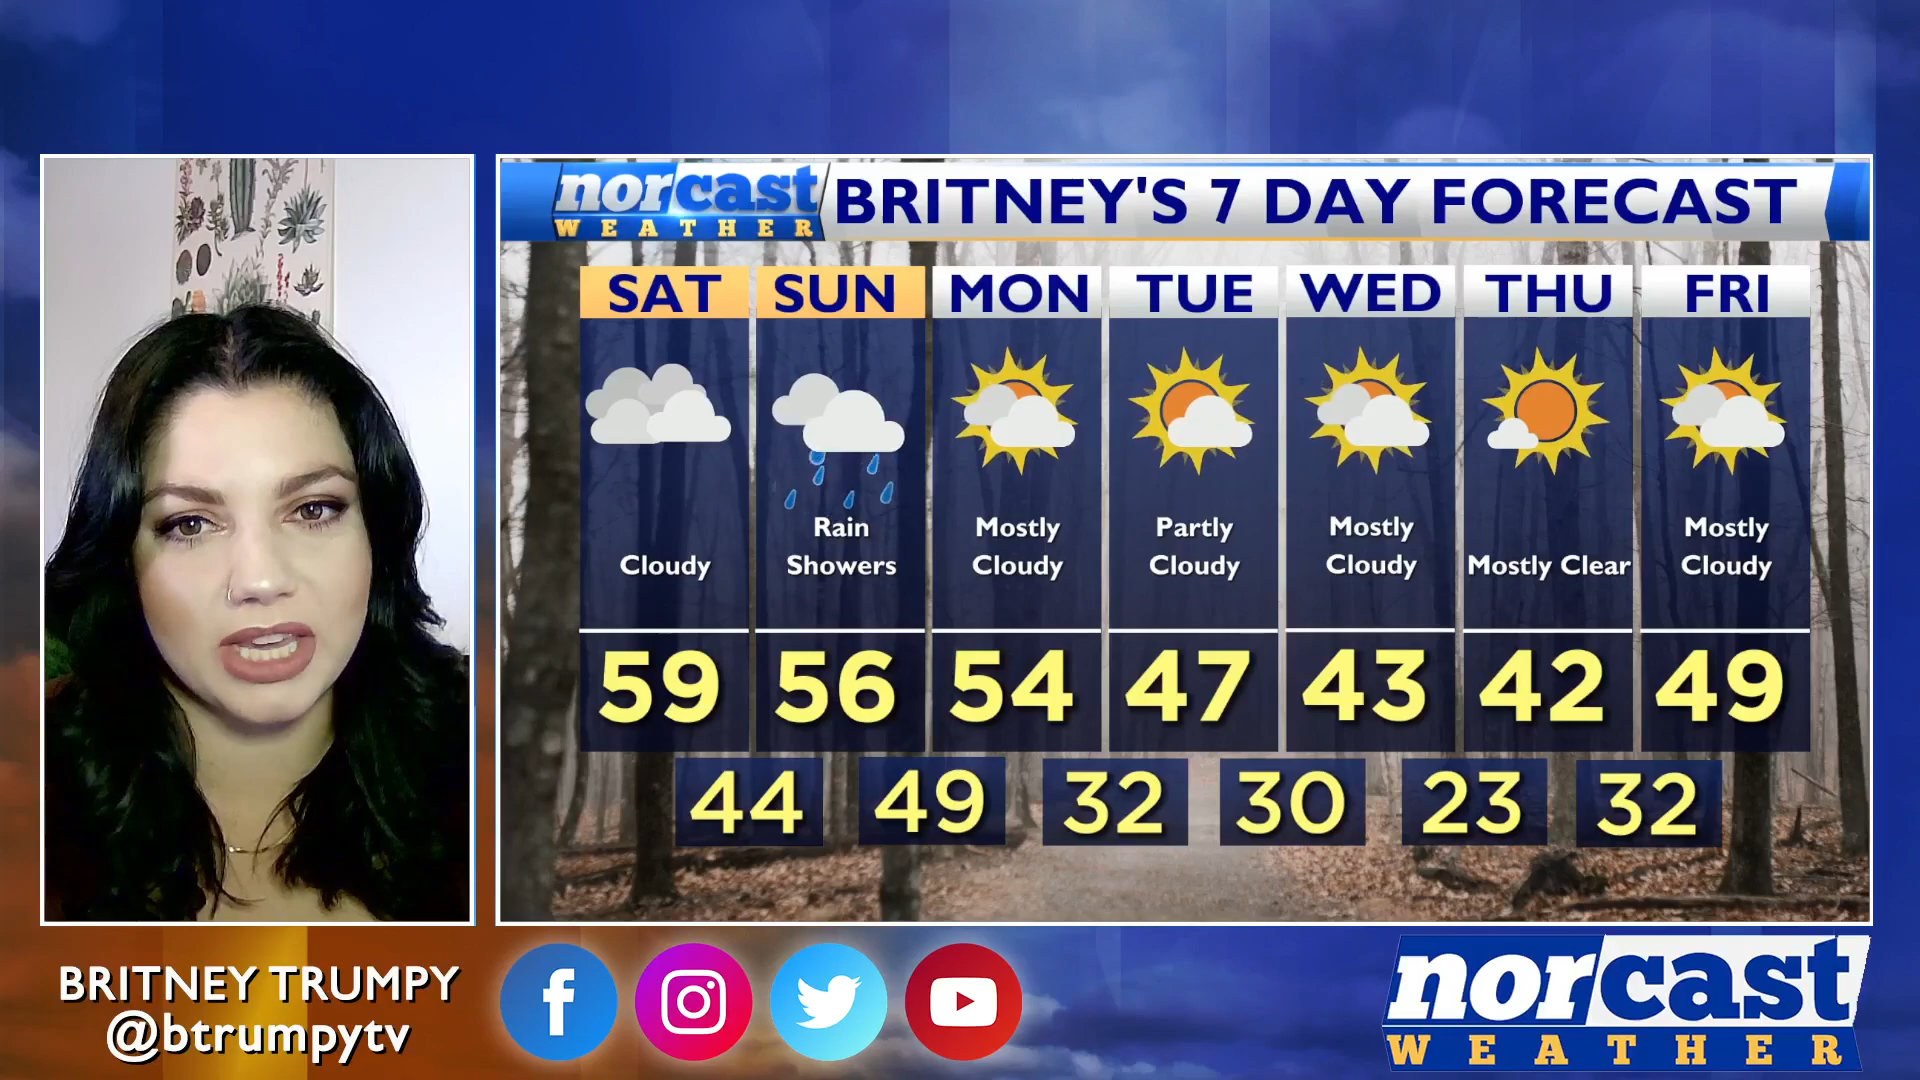 norcast
WEATHER
BRITNEY'S 7 DAY FORECAST
SAT SUN MON TUE WED THU FRI
Rain Mostly Partly Mostly Mostly
Cloudy Showers Cloudy Cloudy Cloudy Mostly Clear Cloudy
59 56 54 47 43 42 49
44 49 32 30 23 32
BRITNEY TRUMPY
@btrumpytv
norcast
WEATHER